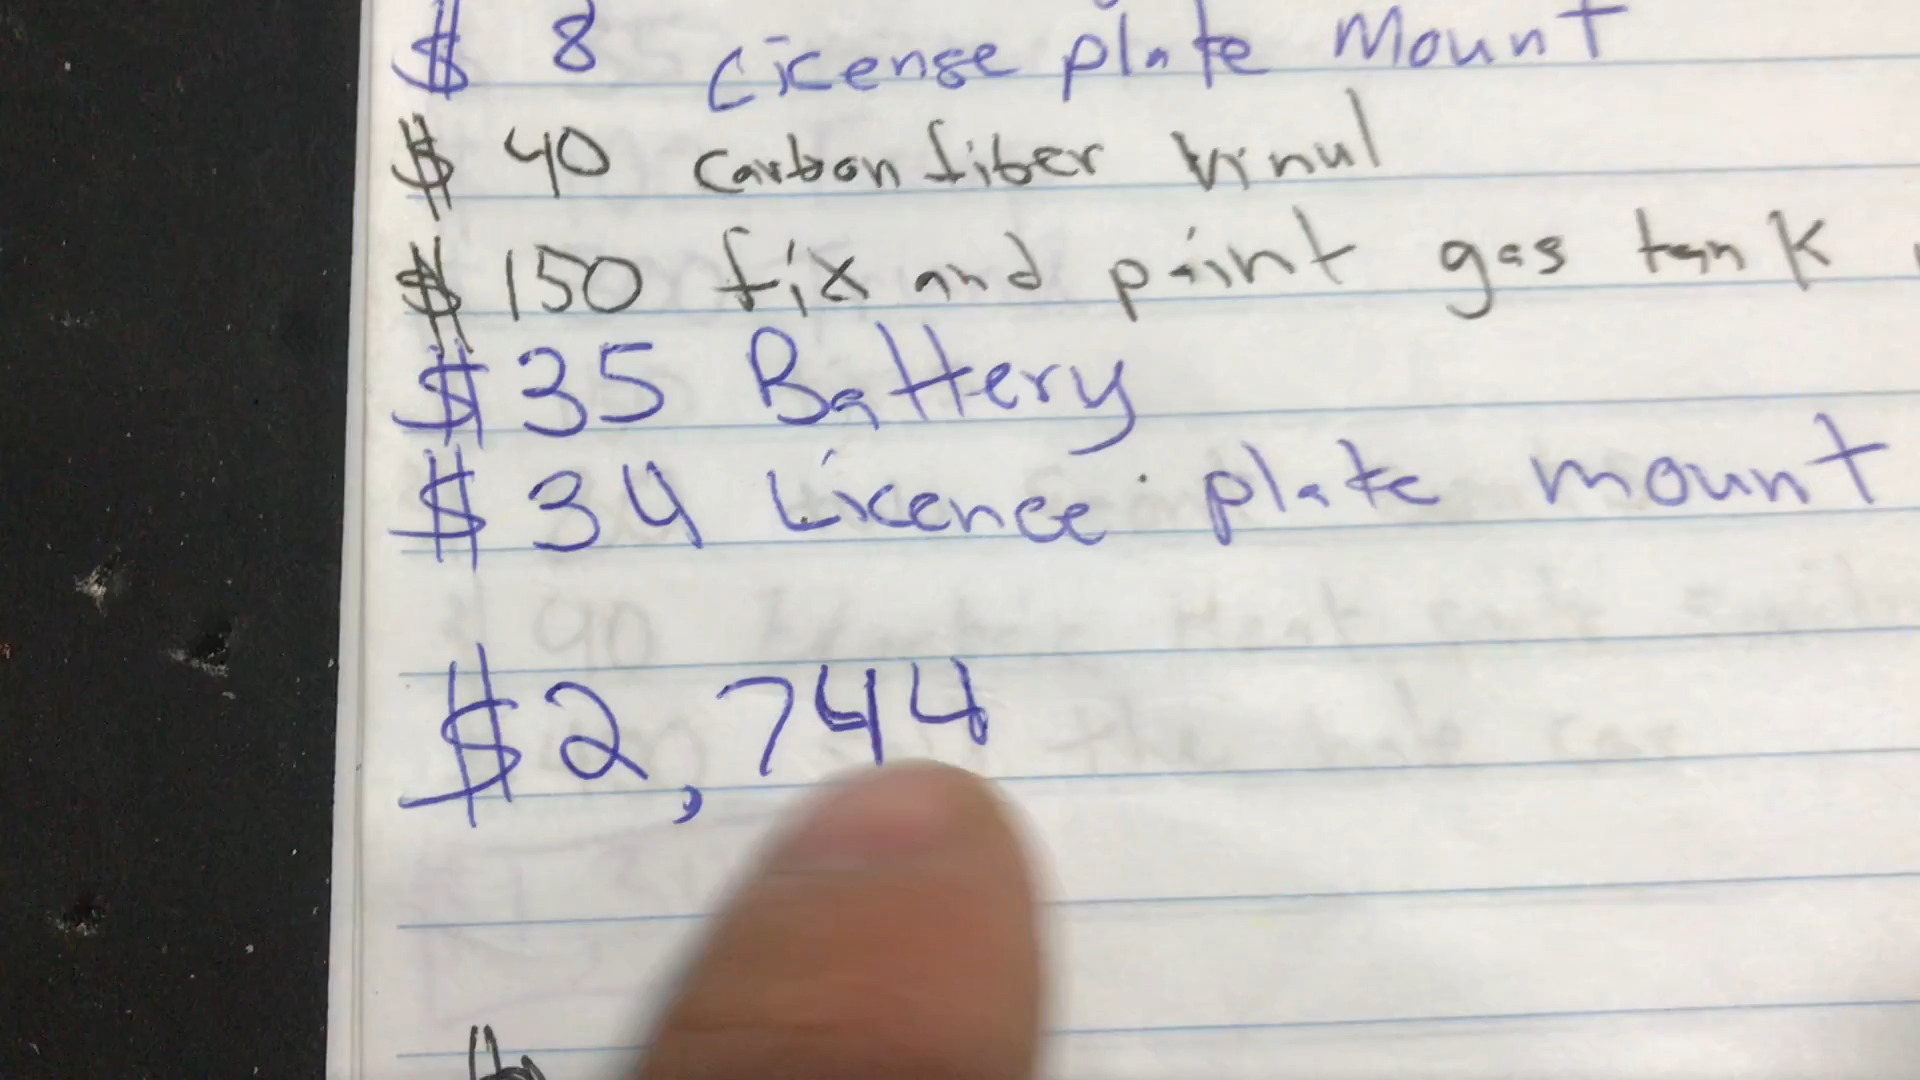 $ 8 License plate Mount
$ 40 Carbon fiber Vinul
$ 150 fix and paint gas tank
$ 35 Battery
$ 34 Licence plate mount
$2,744